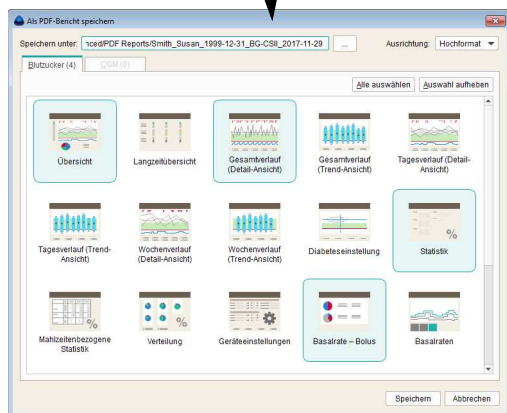 Als PDF-Bericht speichern
Speichern unter: nced/PDF Reports/Smith_Susan_1999-12-31_BG-CSII_2017-11-29 ... Ausrichtung: Hochformat
Blutzucker (4) CGM (0)
Alle auswählen Auswahl aufheben
Übersicht Langzeitübersicht Gesamtverlauf Gesamtverlauf Tagesverlauf (Detail-
(Detail-Ansicht) (Trend-Ansicht) Ansicht)
Tagesverlauf (Trend- Wochenverlauf Wochenverlauf Diabeteseinstellung Statistik
Ansicht) (Detail-Ansicht) (Trend-Ansicht)
Mahlzeitenbezogene Verteilung Geräteeinstellungen Basalrate – Bolus Basalraten
Statistik
Speichern Abbrechen